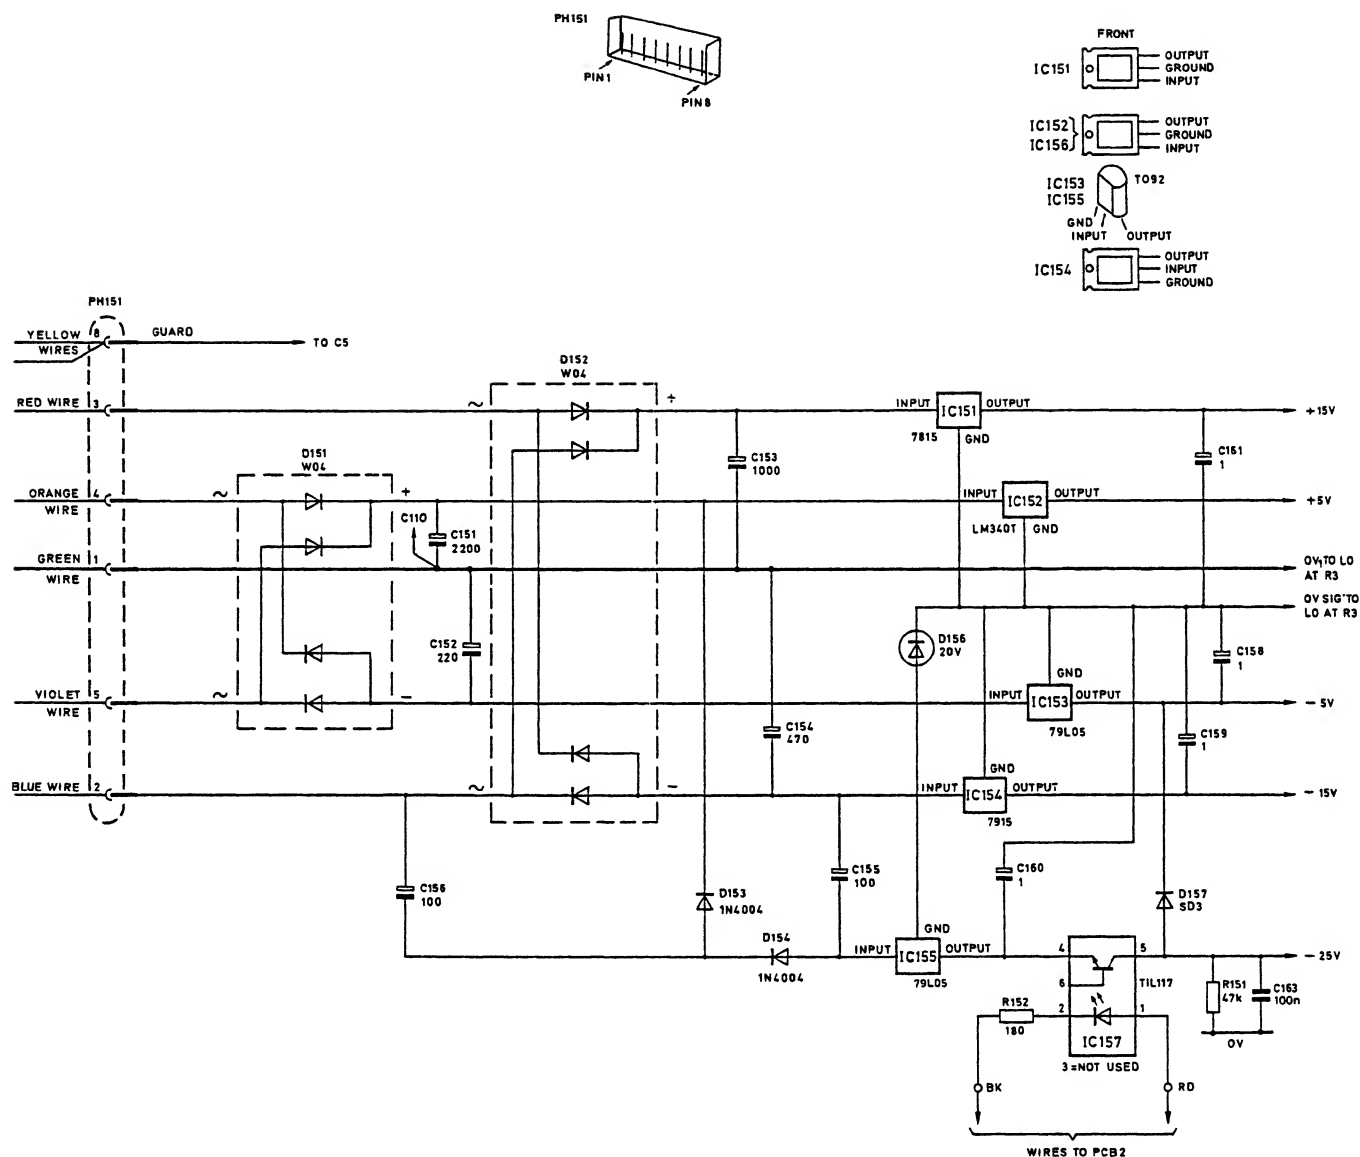 PH151
PIN1
PIN8
FRONT
IC151
OUTPUT
GROUND
INPUT
IC152
IC156
OUTPUT
GROUND
INPUT
IC153
IC155
TO92
GND
INPUT
OUTPUT
IC154
OUTPUT
INPUT
GROUND
PH151
YELLOW 8
WIRES
GUARD
TO C5
D152
W04
RED WIRE 3
~
+
INPUT
IC151
OUTPUT
7815
GND
+15V
D151
W04
C153
1000
C161
1
ORANGE 4
WIRE
~
+
INPUT
IC152
OUTPUT
LM340T
GND
+5V
C110
C151
2200
GREEN 1
WIRE
0V1 TO LO
AT R3
0V SIG TO
LO AT R3
C152
220
D156
20V
C158
1
VIOLET 5
WIRE
~
-
GND
INPUT
IC153
OUTPUT
79L05
-5V
C154
470
C159
1
BLUE WIRE 2
~
-
GND
INPUT
IC154
OUTPUT
7915
-15V
C156
100
D153
1N4004
C155
100
C160
1
D157
SD3
D154
1N4004
GND
INPUT
IC155
OUTPUT
79L05
4
5
6
TIL117
-25V
R151
47k
C163
100n
0V
R152
180
2
1
IC157
3=NOT USED
BK
RD
WIRES TO PCB2